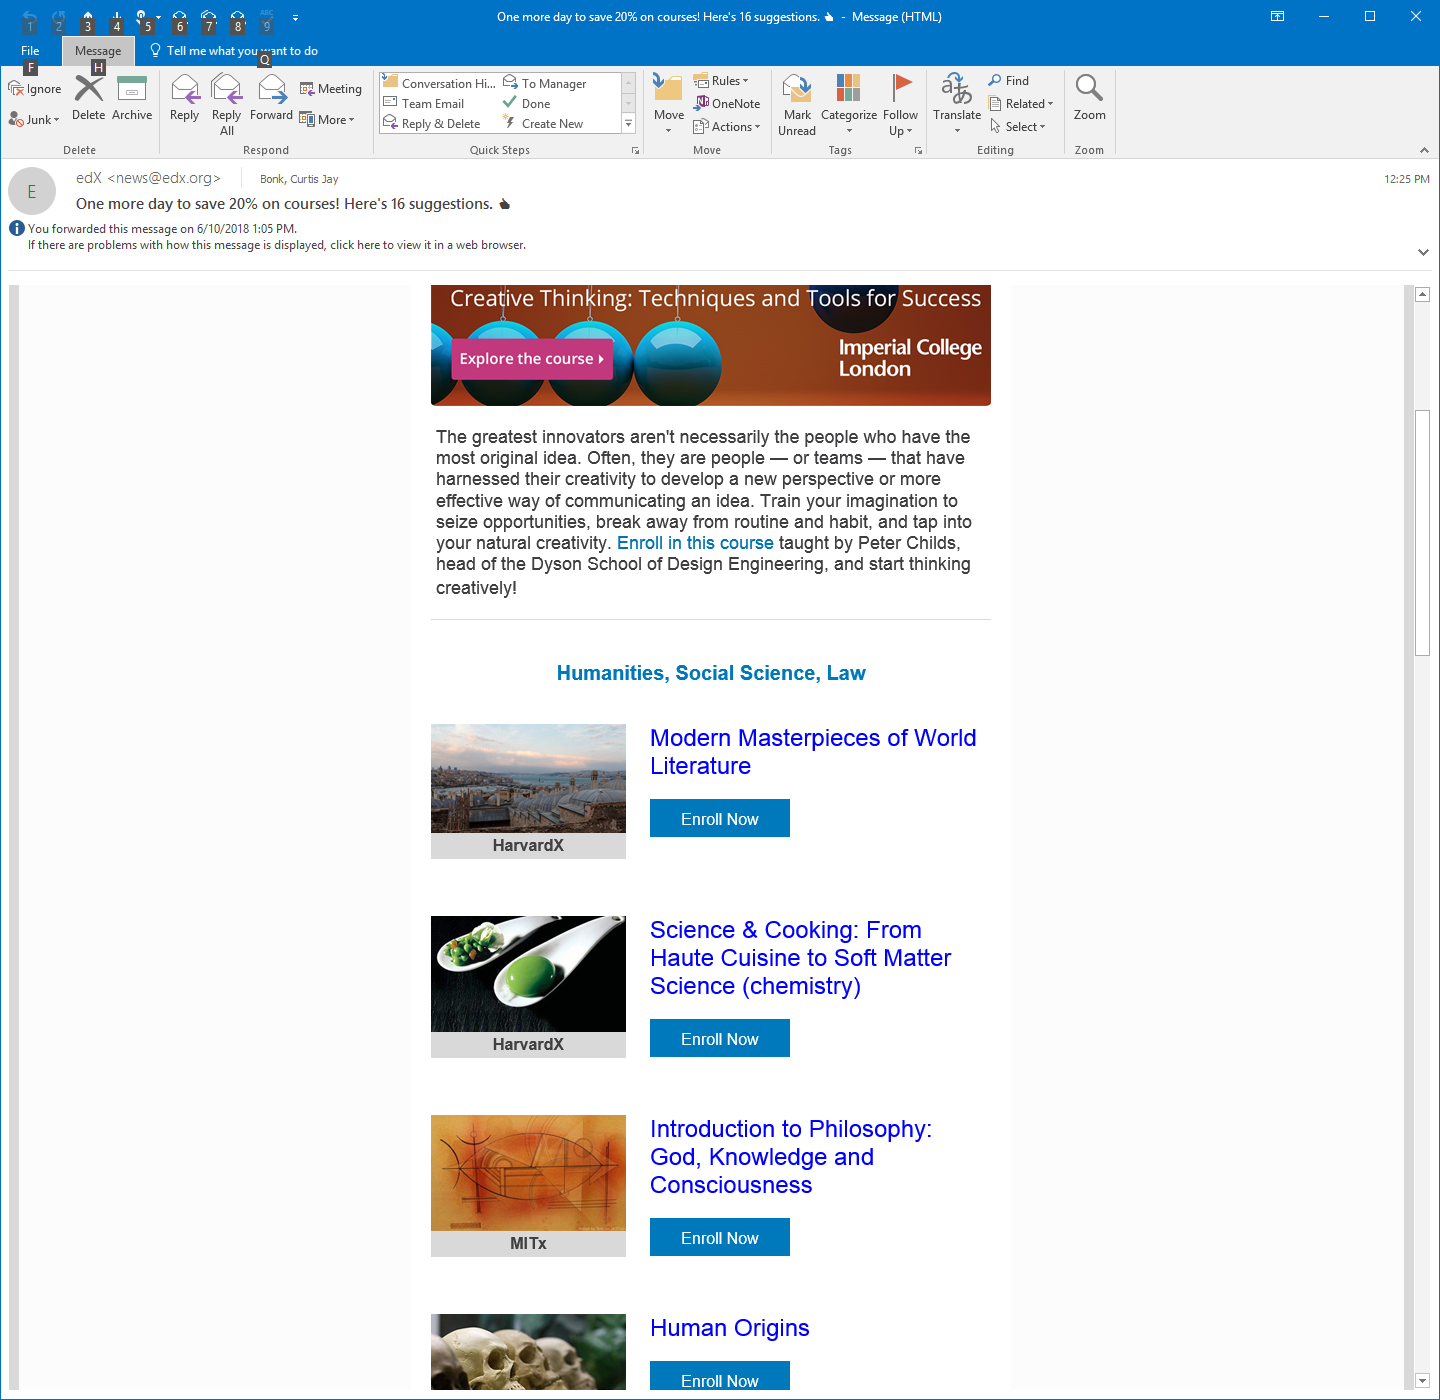 One more day to save 20% on courses! Here's 16 suggestions. - Message (HTML)
1 2 3 4 5 6 7 8 9
File Message Tell me what you want to do
F H Q
Ignore
Junk
Delete
Archive
Delete
Reply
Reply All
Forward
Meeting
More
Respond
Conversation Hi... To Manager
Team Email Done
Reply & Delete Create New
Quick Steps
Move
Rules
OneNote
Actions
Move
Mark Unread
Categorize
Follow Up
Tags
Translate
Find
Related
Select
Editing
Zoom
Zoom
E
edX <news@edx.org> Bonk, Curtis Jay 12:25 PM
One more day to save 20% on courses! Here's 16 suggestions.
You forwarded this message on 6/10/2018 1:05 PM.
If there are problems with how this message is displayed, click here to view it in a web browser.
Creative Thinking: Techniques and Tools for Success
Explore the course
Imperial College
London
The greatest innovators aren't necessarily the people who have the
most original idea. Often, they are people — or teams — that have
harnessed their creativity to develop a new perspective or more
effective way of communicating an idea. Train your imagination to
seize opportunities, break away from routine and habit, and tap into
your natural creativity. Enroll in this course taught by Peter Childs,
head of the Dyson School of Design Engineering, and start thinking
creatively!
Humanities, Social Science, Law
Modern Masterpieces of World
Literature
Enroll Now
HarvardX
Science & Cooking: From
Haute Cuisine to Soft Matter
Science (chemistry)
Enroll Now
HarvardX
Introduction to Philosophy:
God, Knowledge and
Consciousness
Enroll Now
MITx
Human Origins
Enroll Now